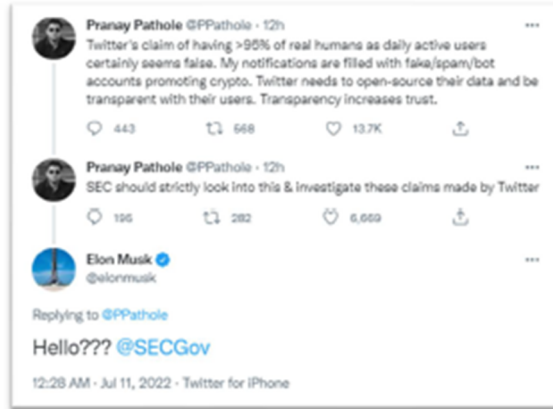 Pranay Pathole @PPathole · 12h
Twitter's claim of having >95% of real humans as daily active users
certainly seems false. My notifications are filled with fake/spam/bot
accounts promoting crypto. Twitter needs to open-source their data and be
transparent with their users. Transparency increases trust.
443 568 13.7K
Pranay Pathole @PPathole · 12h
SEC should strictly look into this & investigate these claims made by Twitter
195 282 6,669
Elon Musk
@elonmusk
Replying to @PPathole
Hello??? @SECGov
12:28 AM · Jul 11, 2022 · Twitter for iPhone